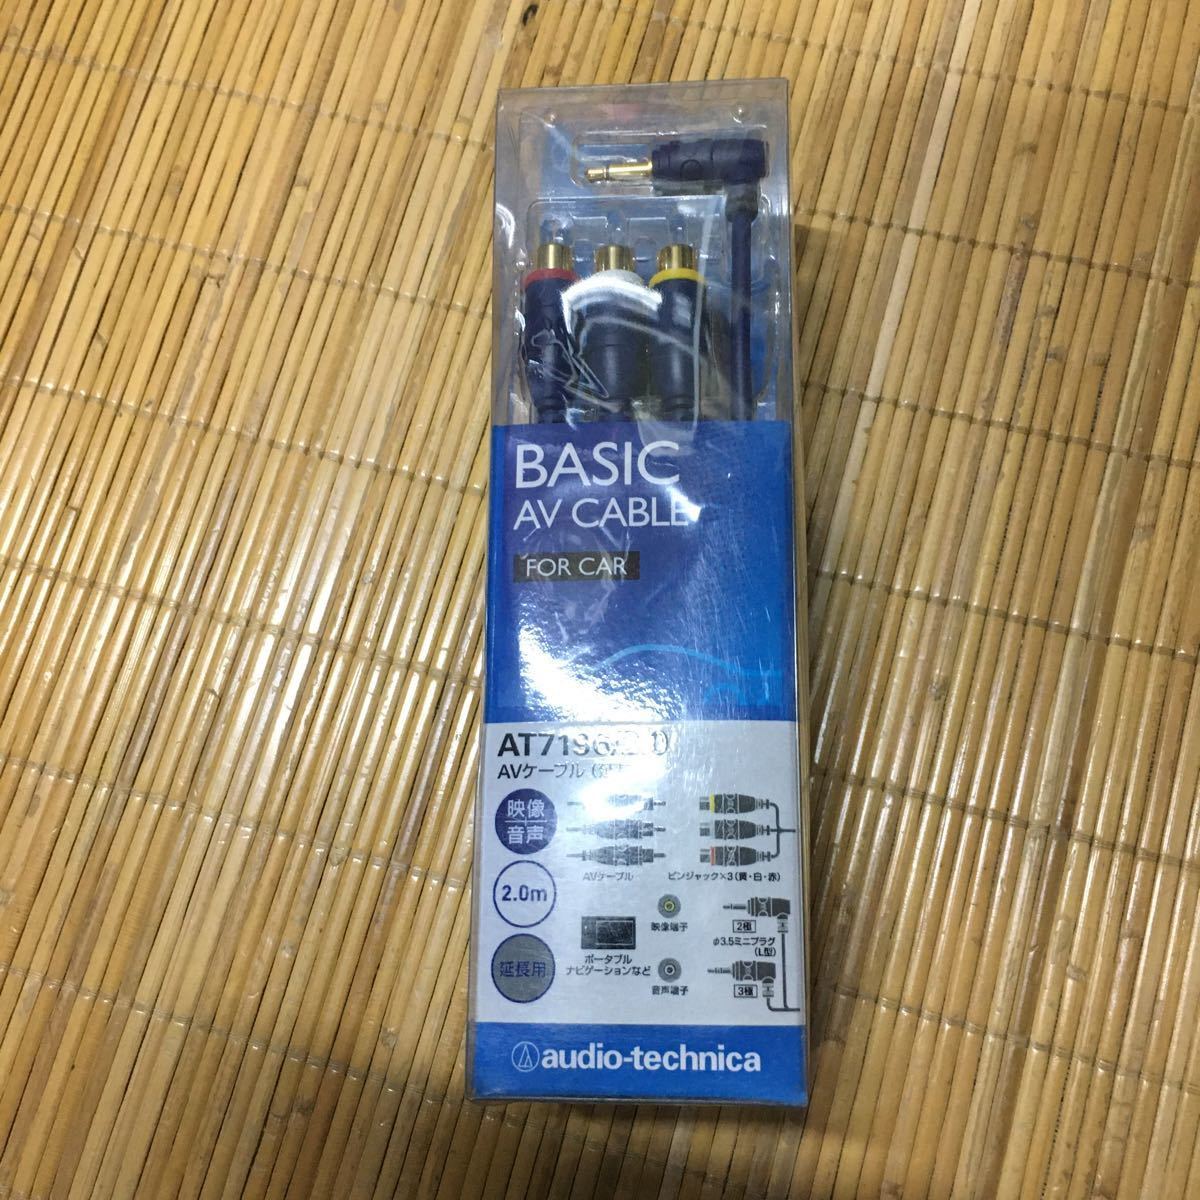 BASIC
AV CABLE
FOR CAR
AT7196/2.0
AVケーブル
映像
音声
AVケーブル
ピンジャック×3(黄・白・赤)
2.0m
映像端子
2極
φ3.5ミニプラグ
(L型)
ポータブル
ナビゲーションなど
延長用
音声端子
3極
audio-technica